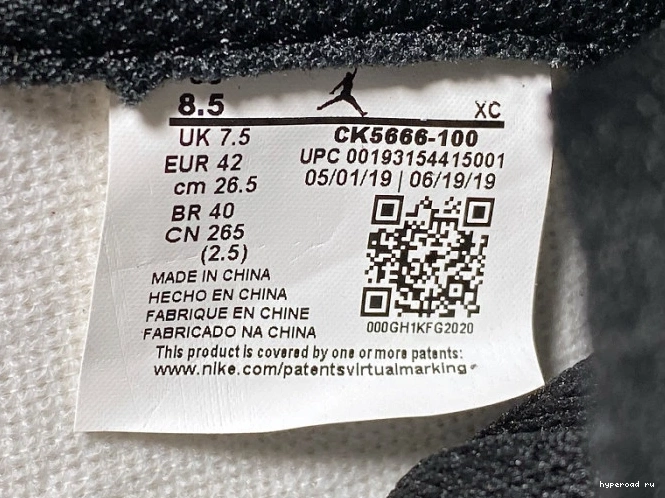 8.5
XC
UK 7.5
CK5666-100
EUR 42
UPC 00193154415001
cm 26.5
05/01/19 | 06/19/19
BR 40
CN 265
(2.5)
MADE IN CHINA
HECHO EN CHINA
FABRIQUE EN CHINE
FABRICADO NA CHINA
000GH1KFG2020
This product is covered by one or more patents:
www.nike.com/patentsvirtualmarking
hyperoad ru